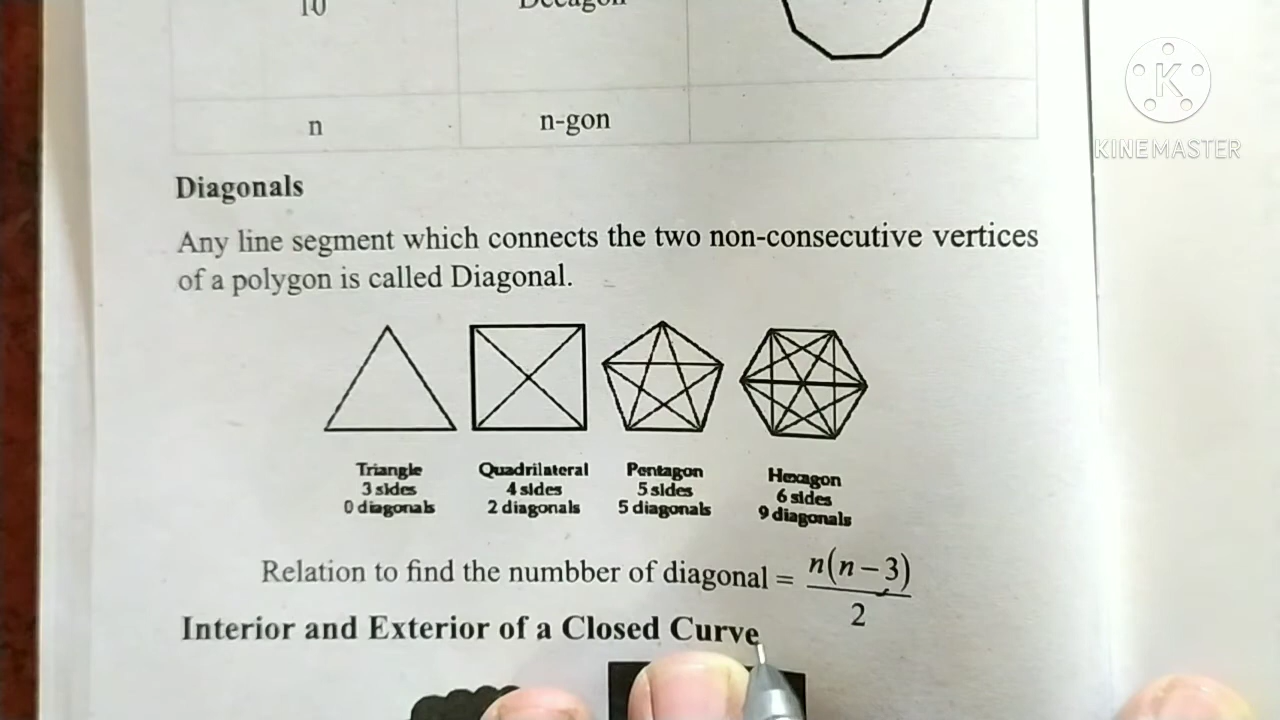 10 Decagon
n n-gon
K
KINEMASTER
Diagonals
Any line segment which connects the two non-consecutive vertices
of a polygon is called Diagonal.
Triangle
3 sides
0 diagonals
Quadrilateral
4 sides
2 diagonals
Pentagon
5 sides
5 diagonals
Hexagon
6 sides
9 diagonals
Relation to find the numbber of diagonal = n(n−3)/2
Interior and Exterior of a Closed Curve